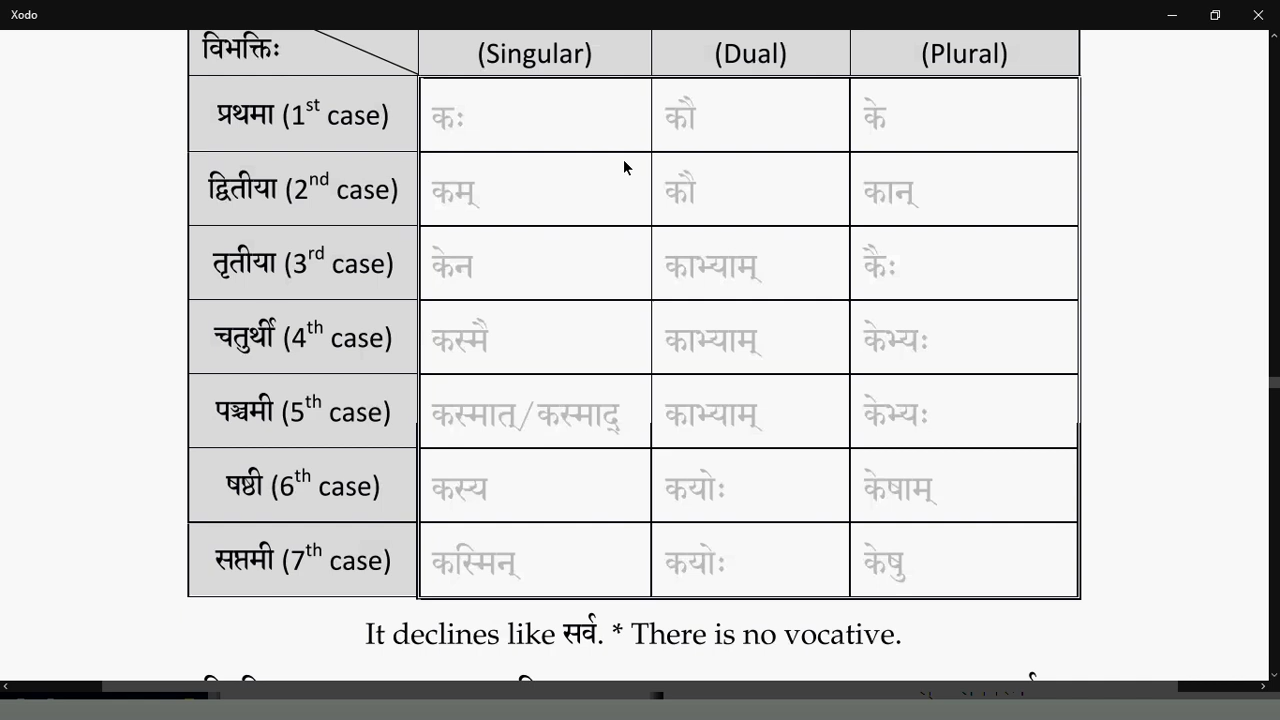 Xodo
विभक्तिः (Singular) (Dual) (Plural)
प्रथमा (1st case) कः कौ के
द्वितीया (2nd case) कम् कौ कान्
तृतीया (3rd case) केन काभ्याम् कैः
चतुर्थी (4th case) कस्मै काभ्याम् केभ्यः
पञ्चमी (5th case) कस्मात्/कस्माद् काभ्याम् केभ्यः
षष्ठी (6th case) कस्य कयोः केषाम्
सप्तमी (7th case) कस्मिन् कयोः केषु
It declines like सर्व. * There is no vocative.